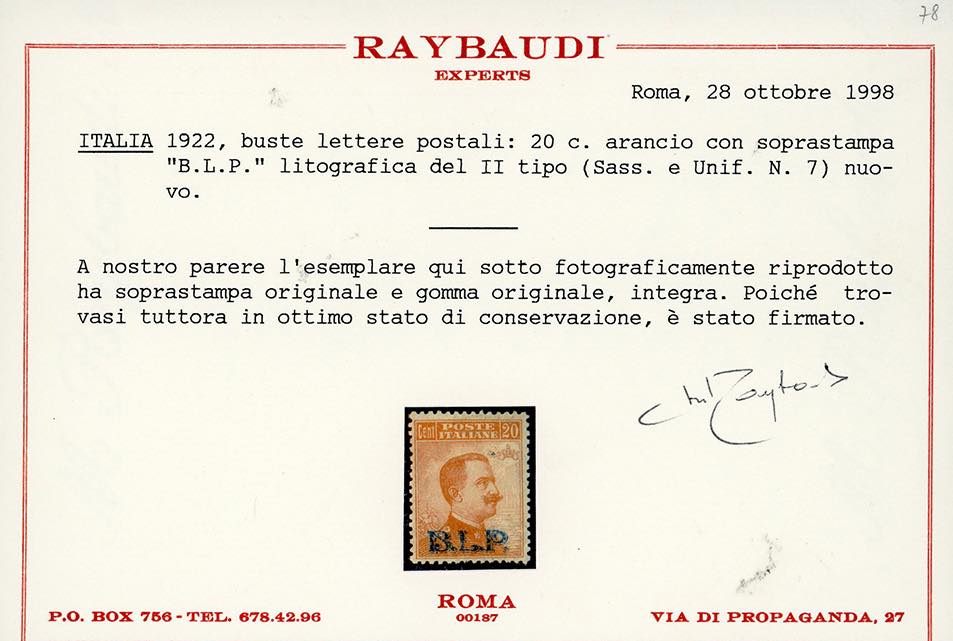 78
RAYBAUDI
EXPERTS
Roma, 28 ottobre 1998
ITALIA 1922, buste lettere postali: 20 c. arancio con soprastampa
"B.L.P." litografica del II tipo (Sass. e Unif. N. 7) nuo-
vo.
A nostro parere l'esemplare qui sotto fotograficamente riprodotto
ha soprastampa originale e gomma originale, integra. Poiché tro-
vasi tuttora in ottimo stato di conservazione, è stato firmato.
Cent POSTE ITALIANE 20
B.L.P.
ROMA
00187
P.O. BOX 756 - TEL. 678.42.96
VIA DI PROPAGANDA, 27